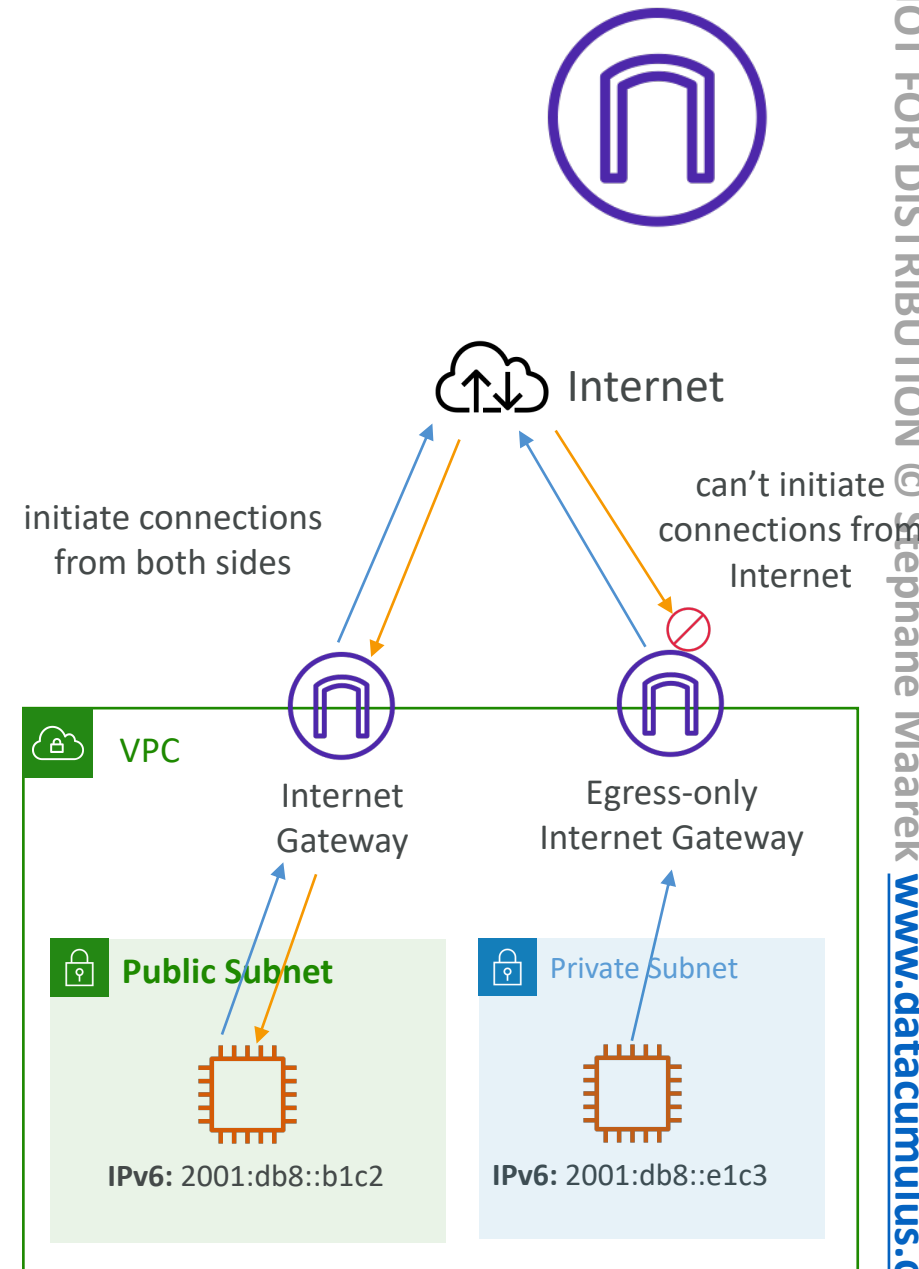 Internet
initiate connections
from both sides
can't initiate
connections from
Internet
VPC
Internet
Gateway
Egress-only
Internet Gateway
Public Subnet
Private Subnet
IPv6: 2001:db8::b1c2
IPv6: 2001:db8::e1c3
FOR DISTRIBUTION © Stephane Maarek www.datacumulus.c